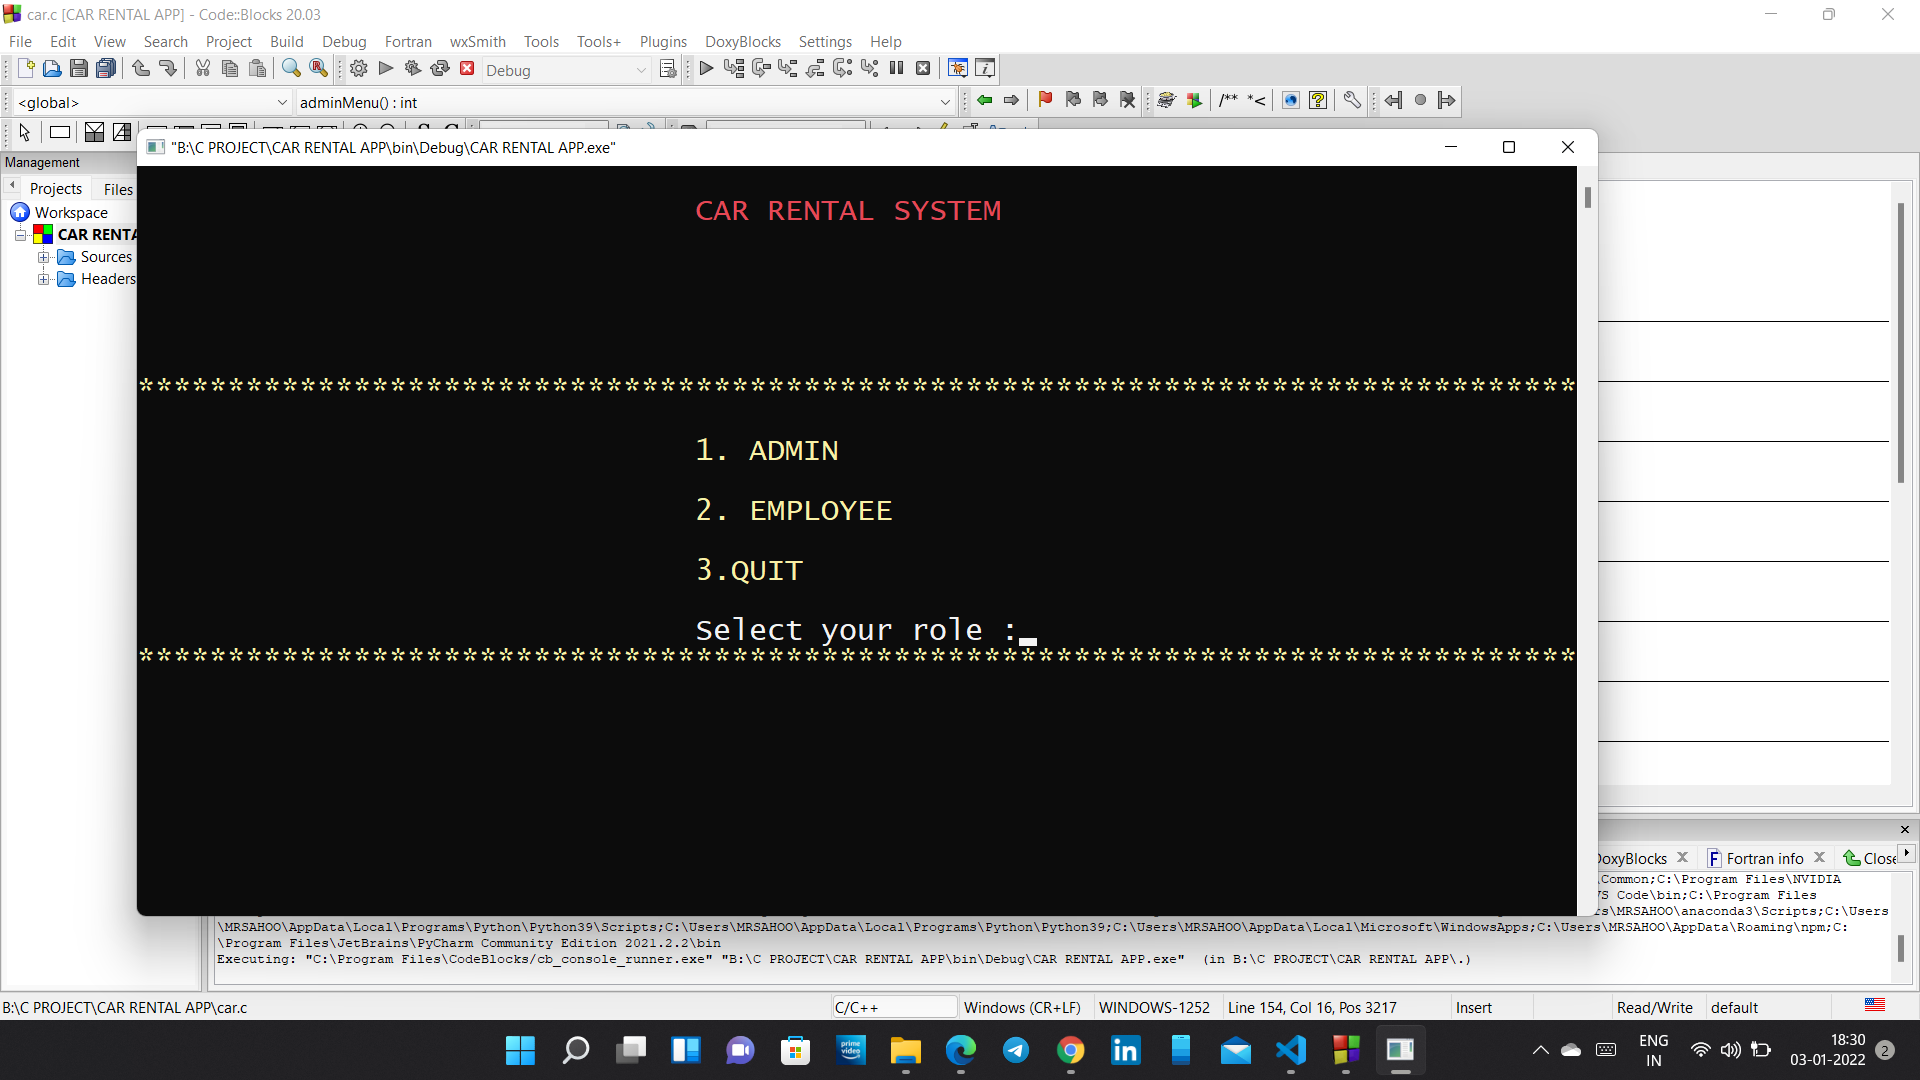 car.c [CAR RENTAL APP] - Code::Blocks 20.03
File Edit View Search Project Build Debug Fortran wxSmith Tools Tools+ Plugins DoxyBlocks Settings Help
Debug
<global> adminMenu() : int /** *<
"B:\C PROJECT\CAR RENTAL APP\bin\Debug\CAR RENTAL APP.exe"
Management
Projects Files
Workspace
CAR RENTA
Sources
Headers
CAR RENTAL SYSTEM
********************************************************************************
1. ADMIN
2. EMPLOYEE
3.QUIT
Select your role :
********************************************************************************
DoxyBlocks Fortran info Close
\Common;C:\Program Files\NVIDIA
Code\bin;C:\Program Files
\MRSAHOO\anaconda3\Scripts;C:\Users
\MRSAHOO\AppData\Local\Programs\Python\Python39\Scripts;C:\Users\MRSAHOO\AppData\Local\Programs\Python\Python39;C:\Users\MRSAHOO\AppData\Local\Microsoft\WindowsApps;C:\Users\MRSAHOO\AppData\Roaming\npm;C:
\Program Files\JetBrains\PyCharm Community Edition 2021.2.2\bin
Executing: "C:\Program Files\CodeBlocks/cb_console_runner.exe" "B:\C PROJECT\CAR RENTAL APP\bin\Debug\CAR RENTAL APP.exe" (in B:\C PROJECT\CAR RENTAL APP\.)
B:\C PROJECT\CAR RENTAL APP\car.c C/C++ Windows (CR+LF) WINDOWS-1252 Line 154, Col 16, Pos 3217 Insert Read/Write default
prime video
ENG IN
18:30
03-01-2022
2